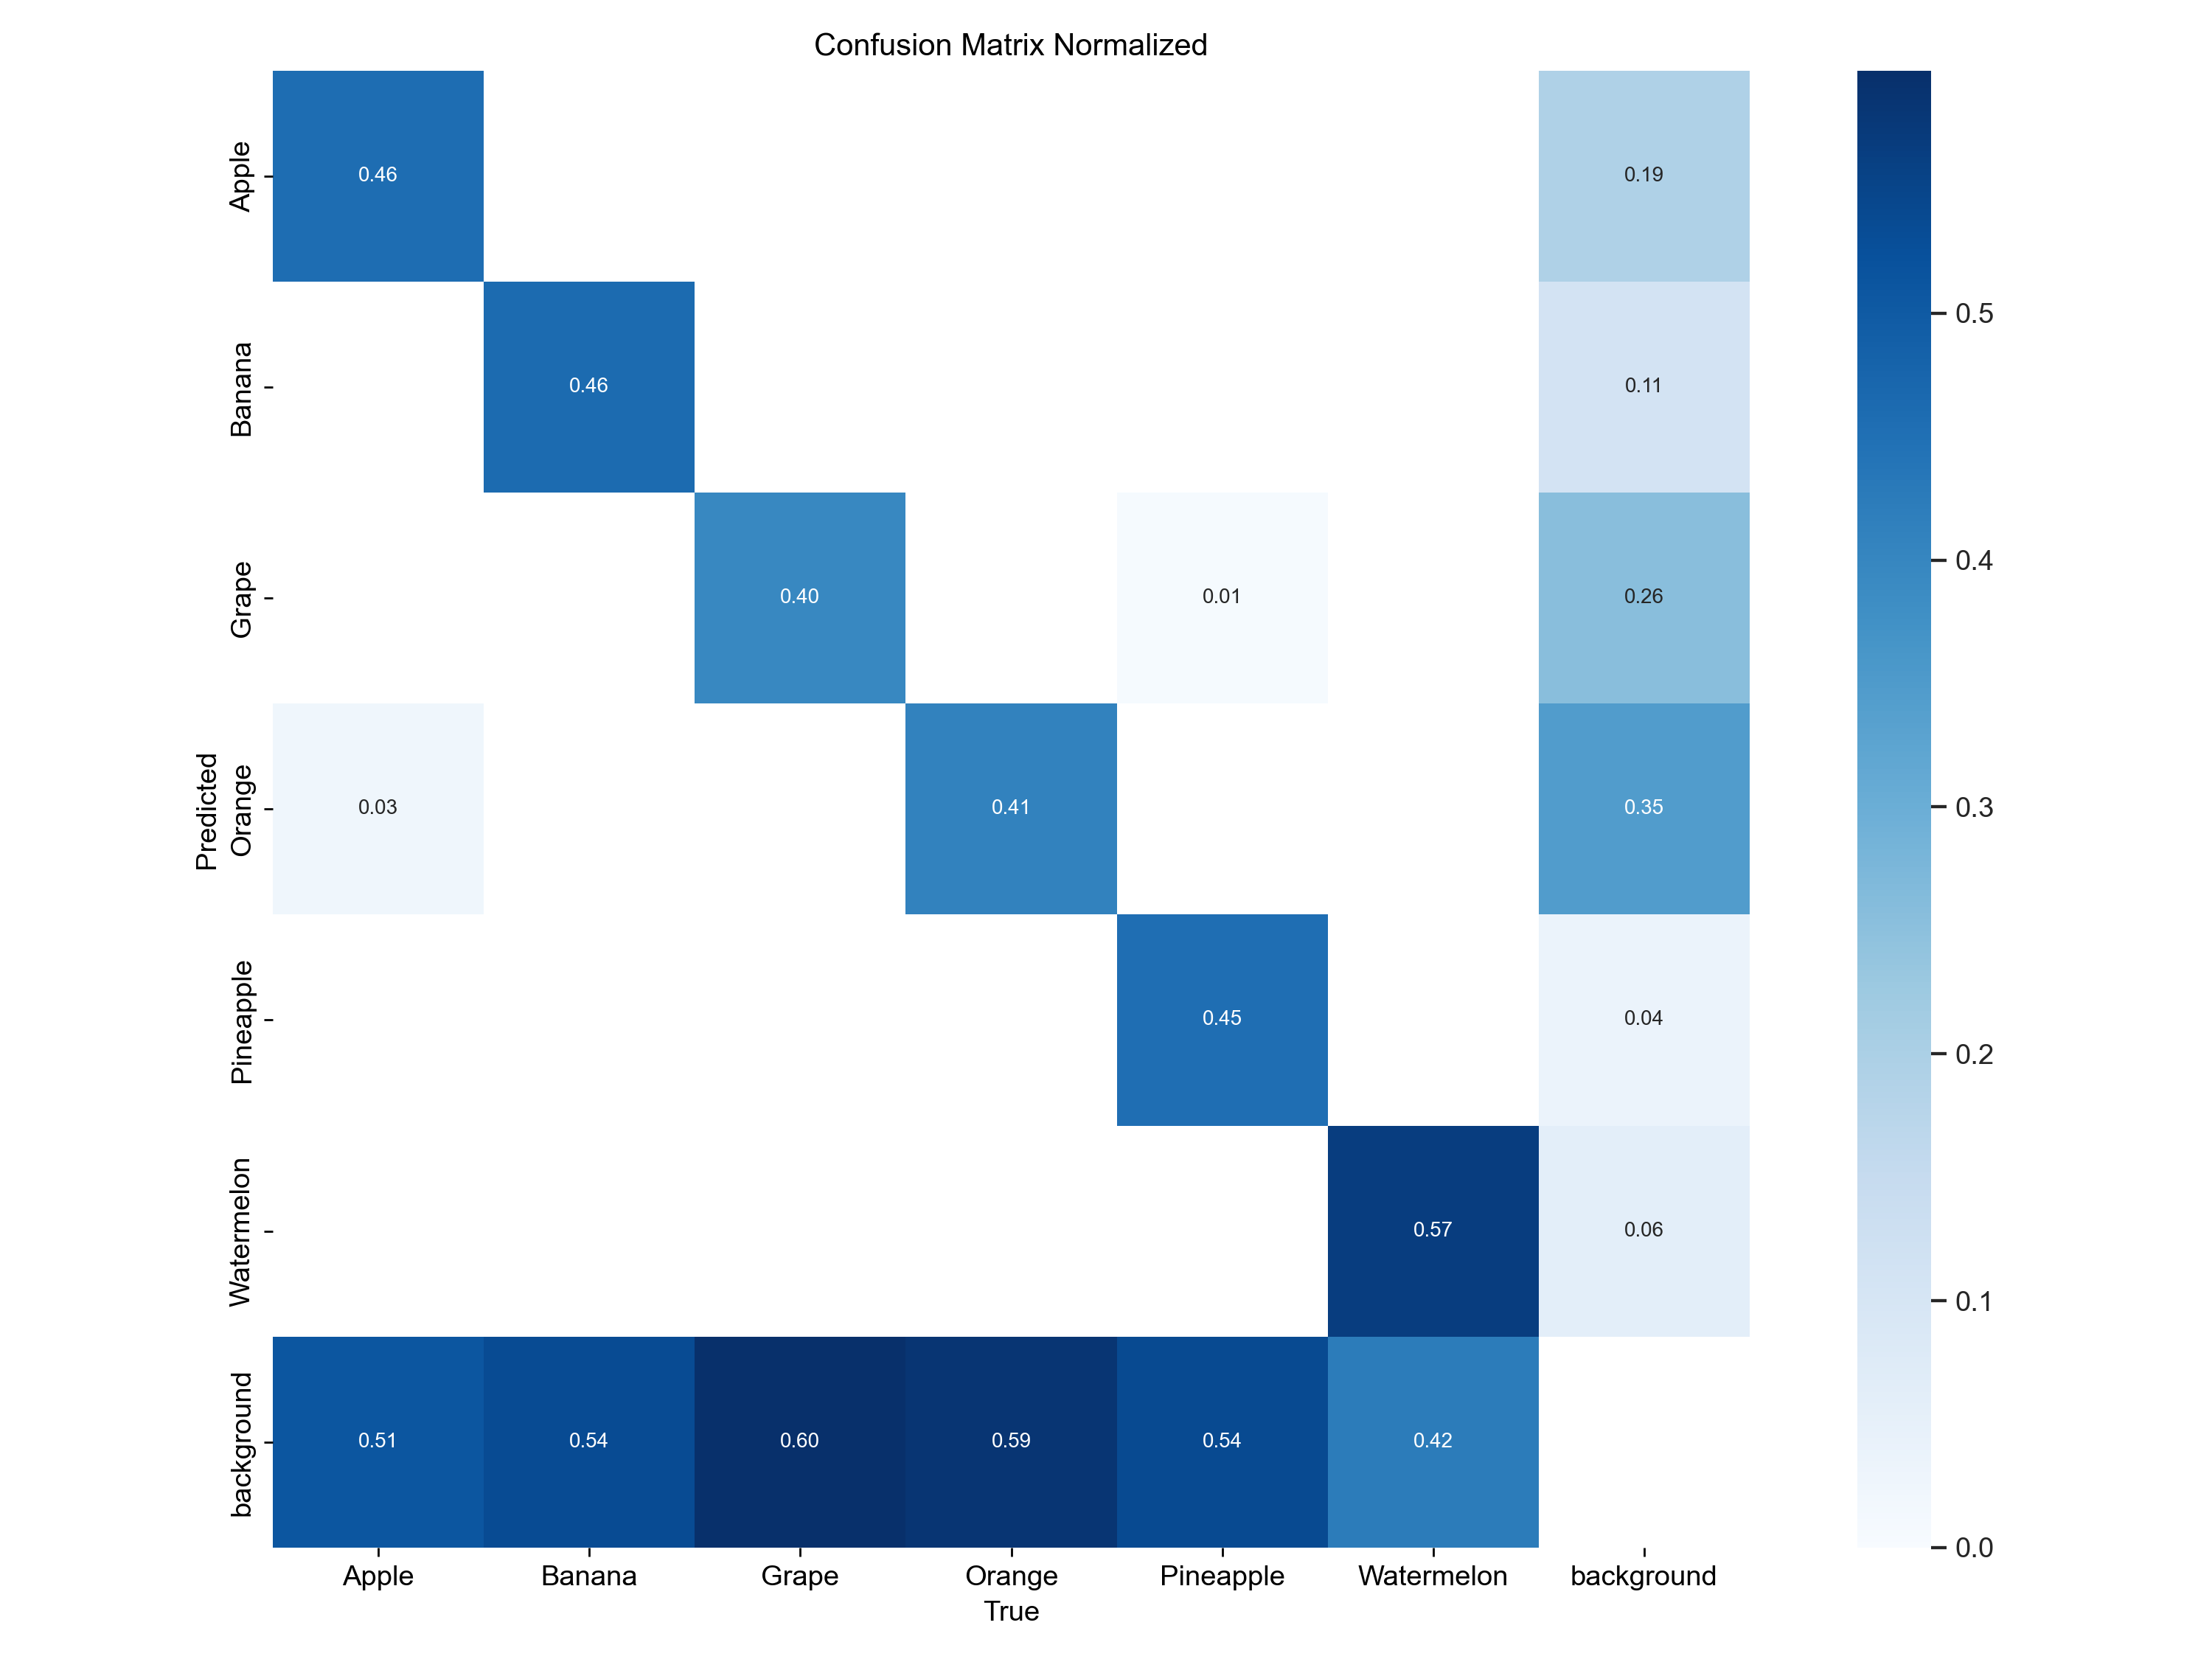 Confusion Matrix Normalized
Apple
0.46
0.19
Banana
0.46
0.11
0.5
Grape
0.40
0.01
0.26
0.4
Predicted
Orange
0.03
0.41
0.35
0.3
Pineapple
0.45
0.04
0.2
Watermelon
0.57
0.06
0.1
background
0.51
0.54
0.60
0.59
0.54
0.42
0.0
Apple Banana Grape Orange Pineapple Watermelon background
True